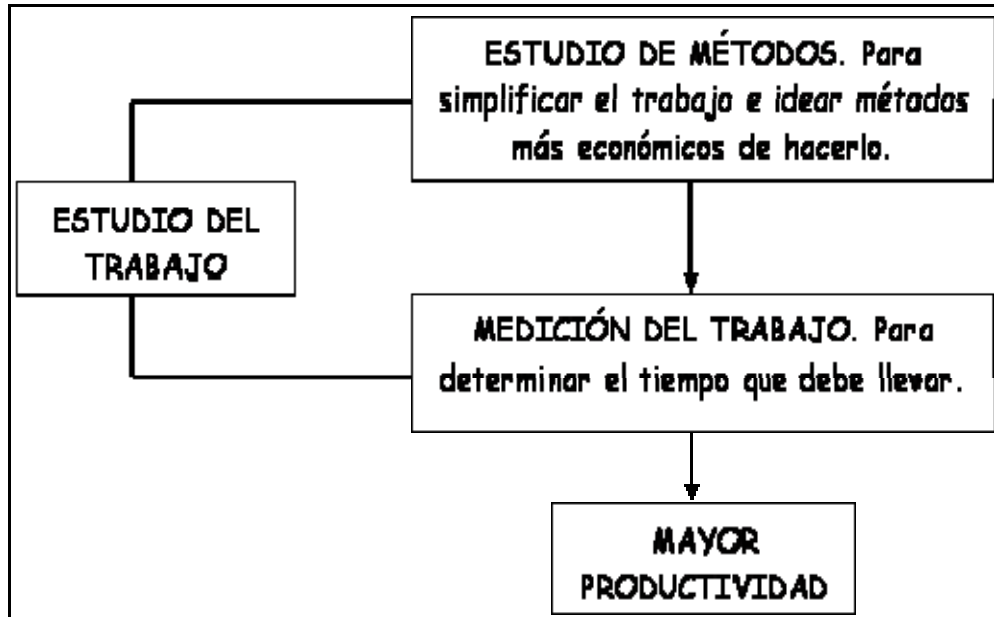 ESTUDIO DE MÉTODOS. Para
simplificar el trabajo e idear métodos
más económicos de hacerlo.
ESTUDIO DEL
TRABAJO
MEDICIÓN DEL TRABAJO. Para
determinar el tiempo que debe llevar.
MAYOR
PRODUCTIVIDAD